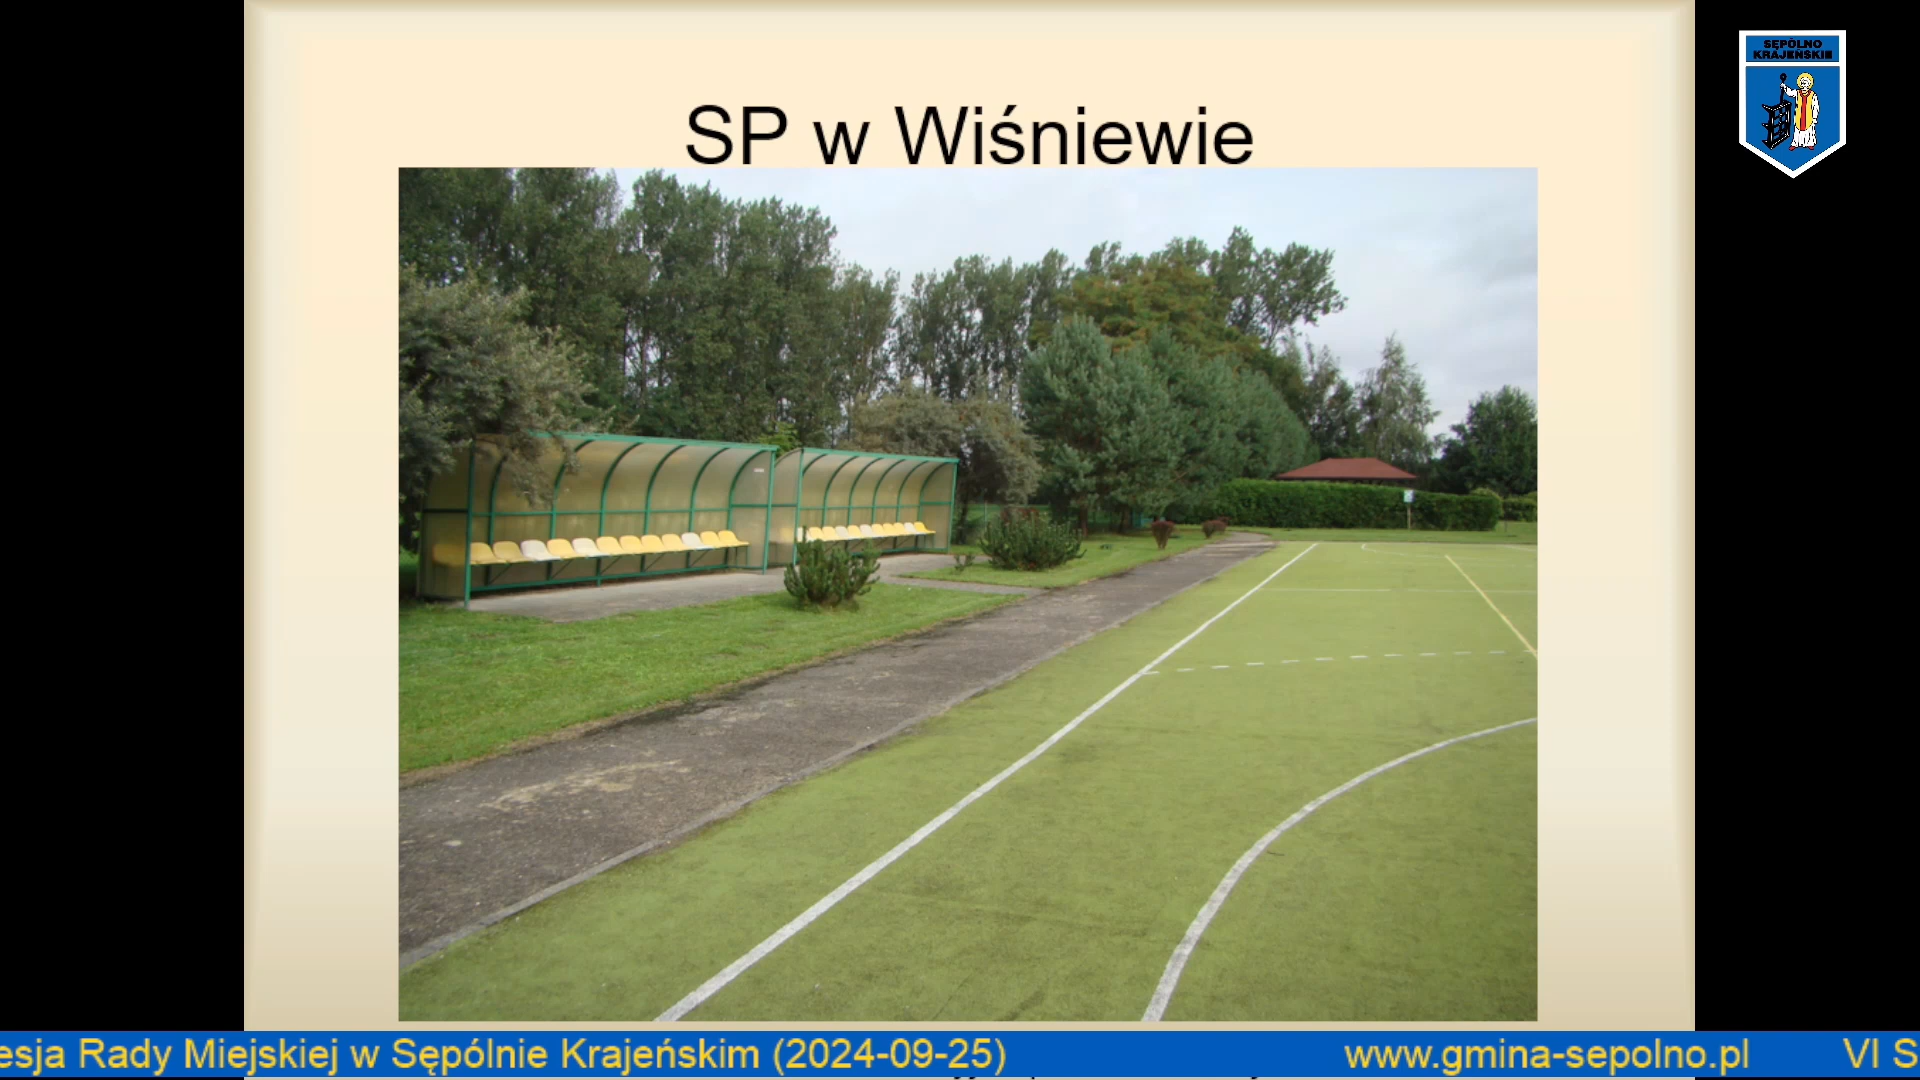 SĘPÓLNO
KRAJEŃSKIE
SP w Wiśniewie
esja Rady Miejskiej w Sępólnie Krajeńskim (2024-09-25) www.gmina-sepolno.pl VI S